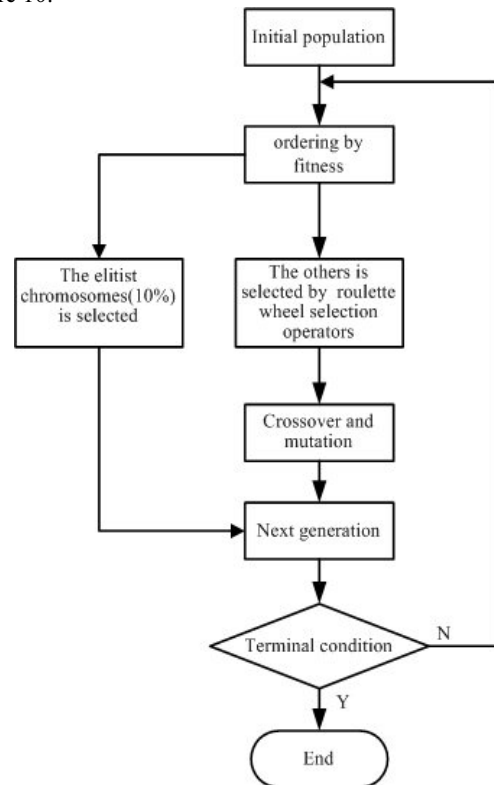 Initial population
ordering by
fitness
The elitist
chromosomes(10%)
is selected
The others is
selected by roulette
wheel selection
operators
Crossover and
mutation
Next generation
Terminal condition
N
Y
End